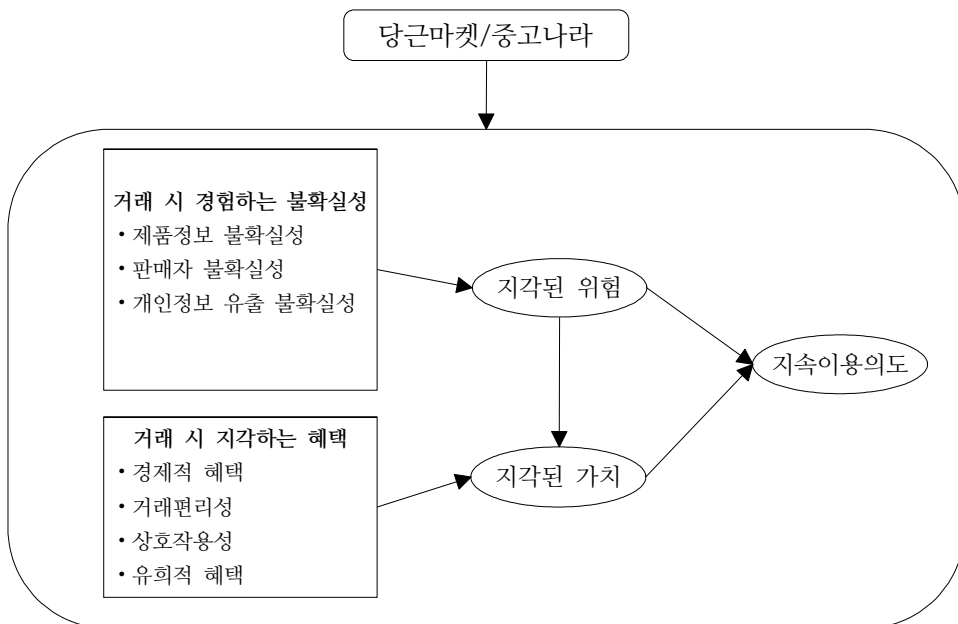 당근마켓/중고나라
거래 시 경험하는 불확실성
• 제품정보 불확실성
• 판매자 불확실성
• 개인정보 유출 불확실성
지각된 위험
지속이용의도
거래 시 지각하는 혜택
• 경제적 혜택
• 거래편리성
• 상호작용성
• 유희적 혜택
지각된 가치